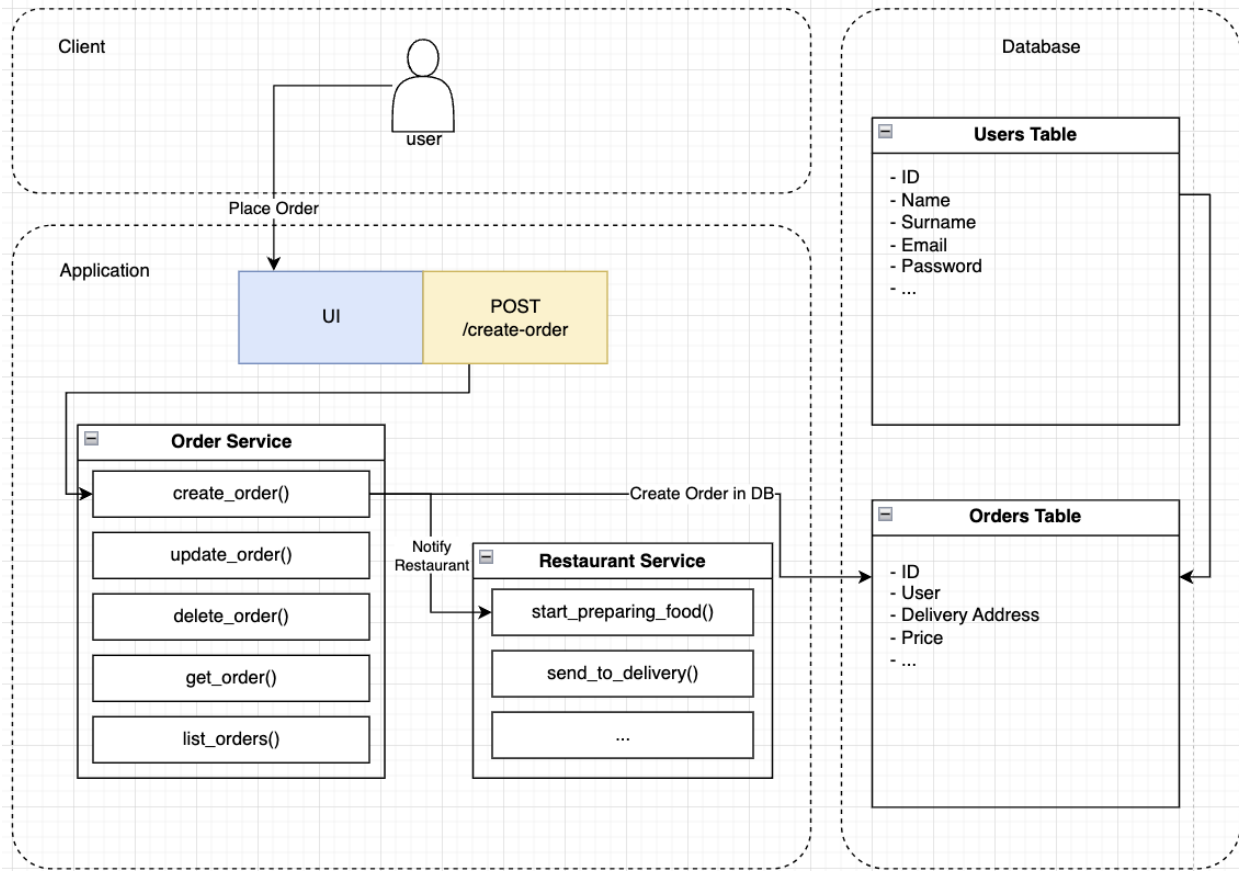 Client
user
Place Order
Application
UI
POST
/create-order
Order Service
create_order()
update_order()
delete_order()
get_order()
list_orders()
Notify
Restaurant
Create Order in DB
Restaurant Service
start_preparing_food()
send_to_delivery()
...
Database
Users Table
- ID
- Name
- Surname
- Email
- Password
- ...
Orders Table
- ID
- User
- Delivery Address
- Price
- ...